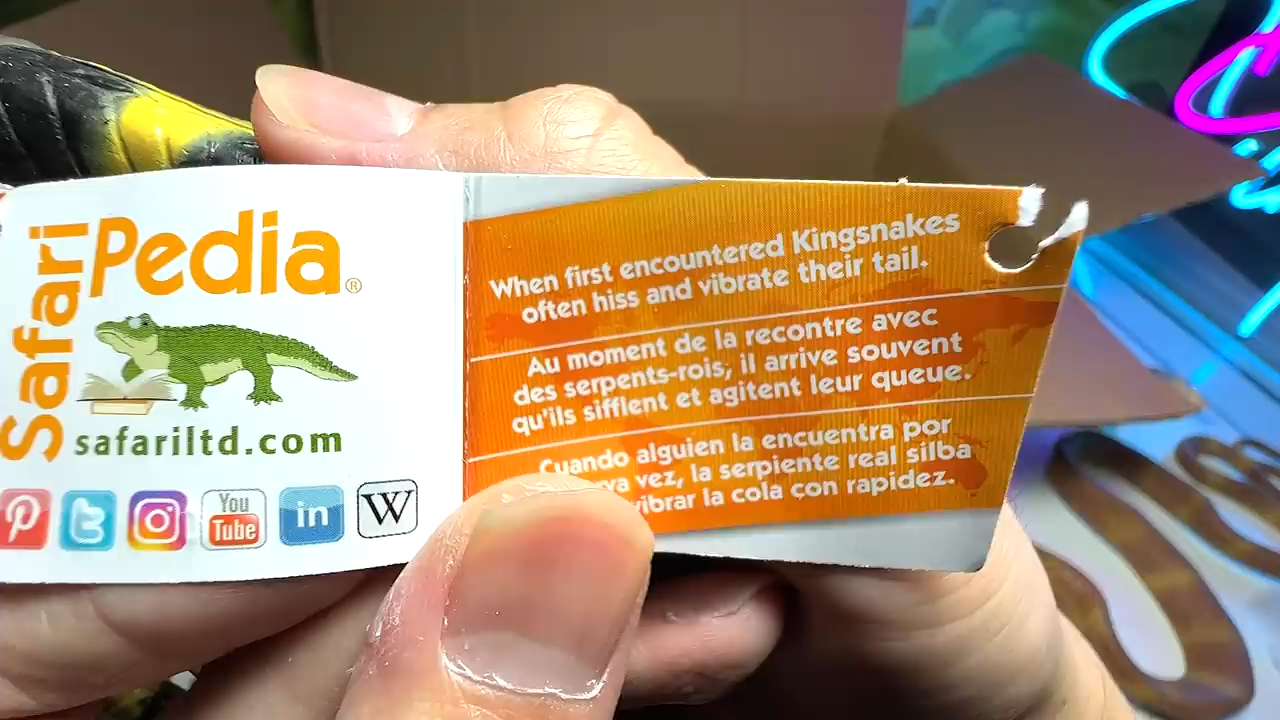 Safari
Pedia®
safariltd.com
You
Tube
in
W
When first encountered Kingsnakes
often hiss and vibrate their tail.
Au moment de la recontre avec
des serpents-rois, il arrive souvent
qu'ils sifflent et agitent leur queue.
Cuando alguien la encuentra por
vez, la serpiente real silba
vibrar la cola con rapidez.